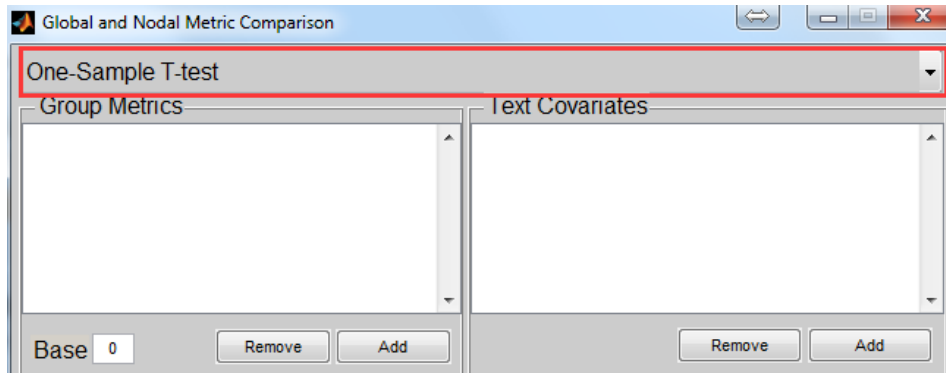 Global and Nodal Metric Comparison
One-Sample T-test
Group Metrics
Text Covariates
Base 0 Remove Add
Remove Add